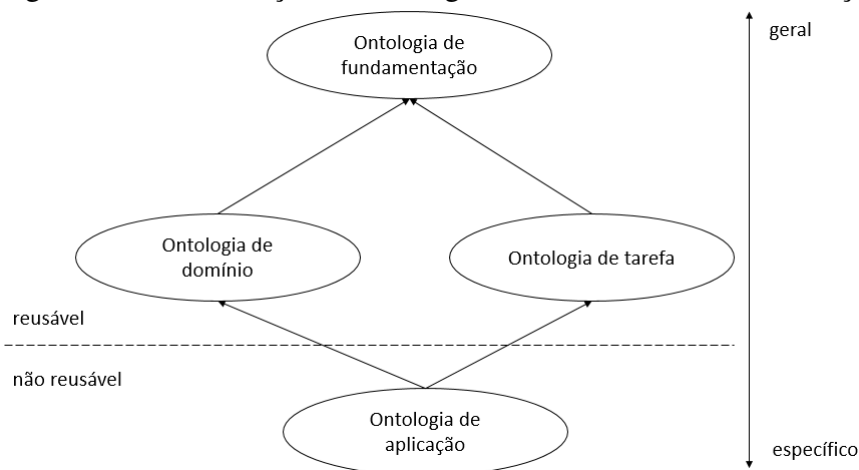 Ontologia de
fundamentação
geral
Ontologia de
domínio
Ontologia de tarefa
reusável
não reusável
Ontologia de
aplicação
específico